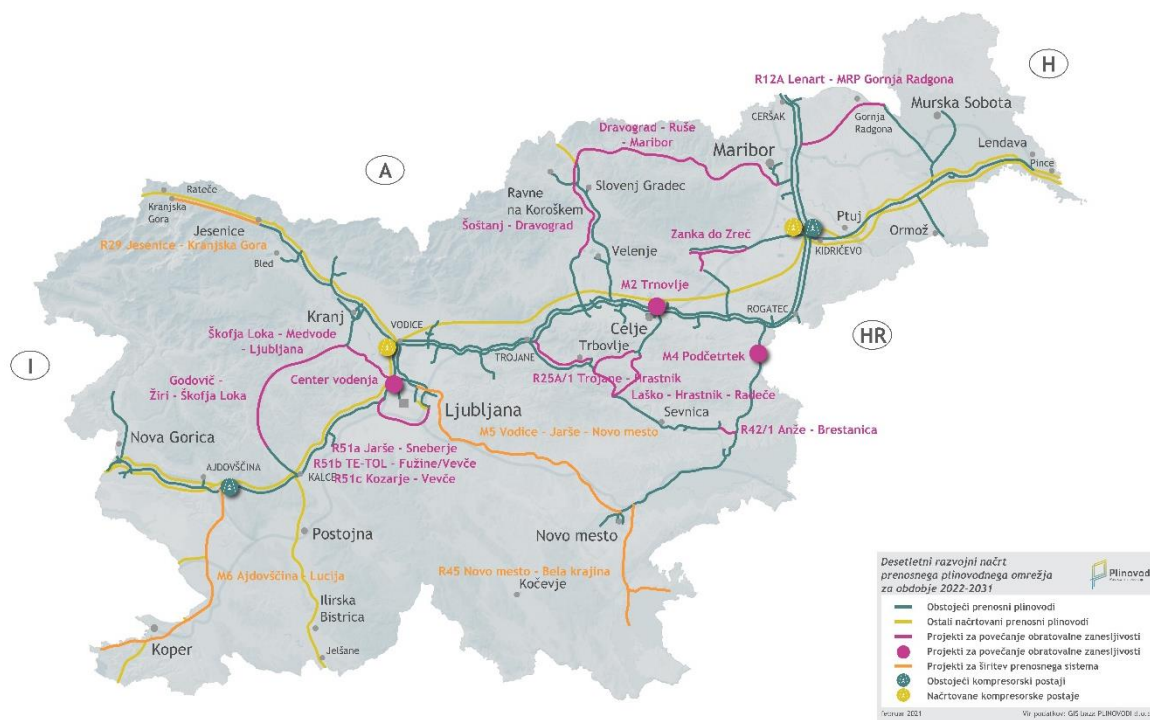 H
R12A Lenart - MRP Gornja Radgona
CERŠAK
Gornja
Radgona
Murska Sobota
Lendava
Pince
Dravograd - Ruše
- Maribor
Maribor
A
Rateče
Kranjska
Gora
Ravne
na Koroškem
Slovenj Gradec
Šoštanj - Dravograd
Jesenice
R29 Jesenice - Kranjska Gora
Bled
Zanka do Zreč
Ptuj
KIDRIČEVO
Ormož
Velenje
M2 Trnovlje
Kranj
VODICE
Celje
ROGATEC
HR
Škofja Loka - Medvode
- Ljubljana
TROJANE
Trbovlje
M4 Podčetrtek
I
Godovič -
Žiri - Škofja Loka
Center vodenja
R25A/1 Trojane - Hrastnik
Laško - Hrastnik - Radeče
Ljubljana
Sevnica
M5 Vodice - Jarše - Novo mesto
R42/1 Anže - Brestanica
Nova Gorica
R51a Jarše - Sneberje
R51b TE-TOL - Fužine/Vevče
R51c Kozarje - Vevče
AJDOVŠČINA
KALCE
Postojna
Novo mesto
M6 Ajdovščina - Lucija
R45 Novo mesto - Bela krajina
Kočevje
Ilirska
Bistrica
Koper
Jelšane
Desetletni razvojni načrt
prenosnega plinovodnega omrežja
za obdobje 2022-2031
Plinovodi
Obstoječi prenosni plinovodi
Ostali načrtovani prenosni plinovodi
Projekti za povečanje obratovalne zanesljivosti
Projekti za povečanje obratovalne zanesljivosti
Projekti za širitev prenosnega sistema
Obstoječi kompresorski postaji
Načrtovane kompresorske postaje
februar 2021
Vir podatkov: GIS baza PLINOVODI d.o.o.